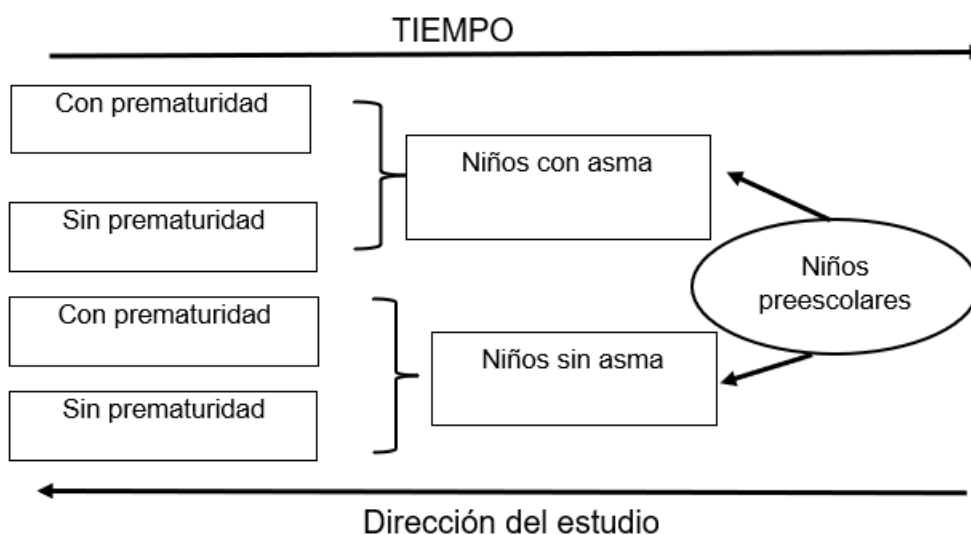 TIEMPO
Con prematuridad
Niños con asma
Sin prematuridad
Niños
preescolares
Con prematuridad
Niños sin asma
Sin prematuridad
Dirección del estudio